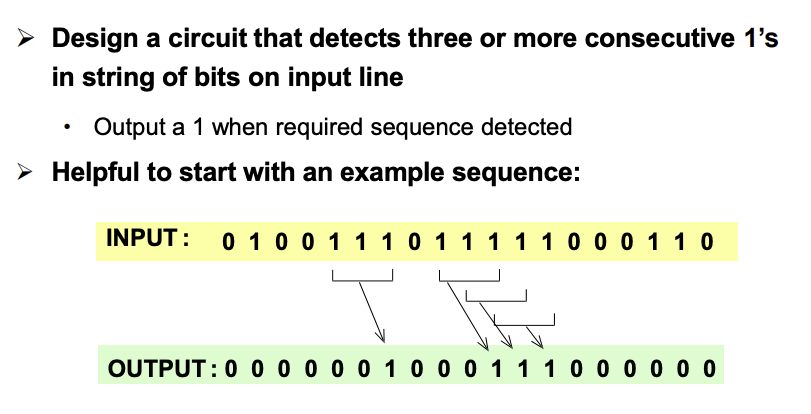 ➢ Design a circuit that detects three or more consecutive 1’s
in string of bits on input line
• Output a 1 when required sequence detected
➢ Helpful to start with an example sequence:
INPUT : 0 1 0 0 1 1 1 0 1 1 1 1 1 0 0 0 1 1 0
OUTPUT : 0 0 0 0 0 0 1 0 0 0 1 1 1 0 0 0 0 0 0